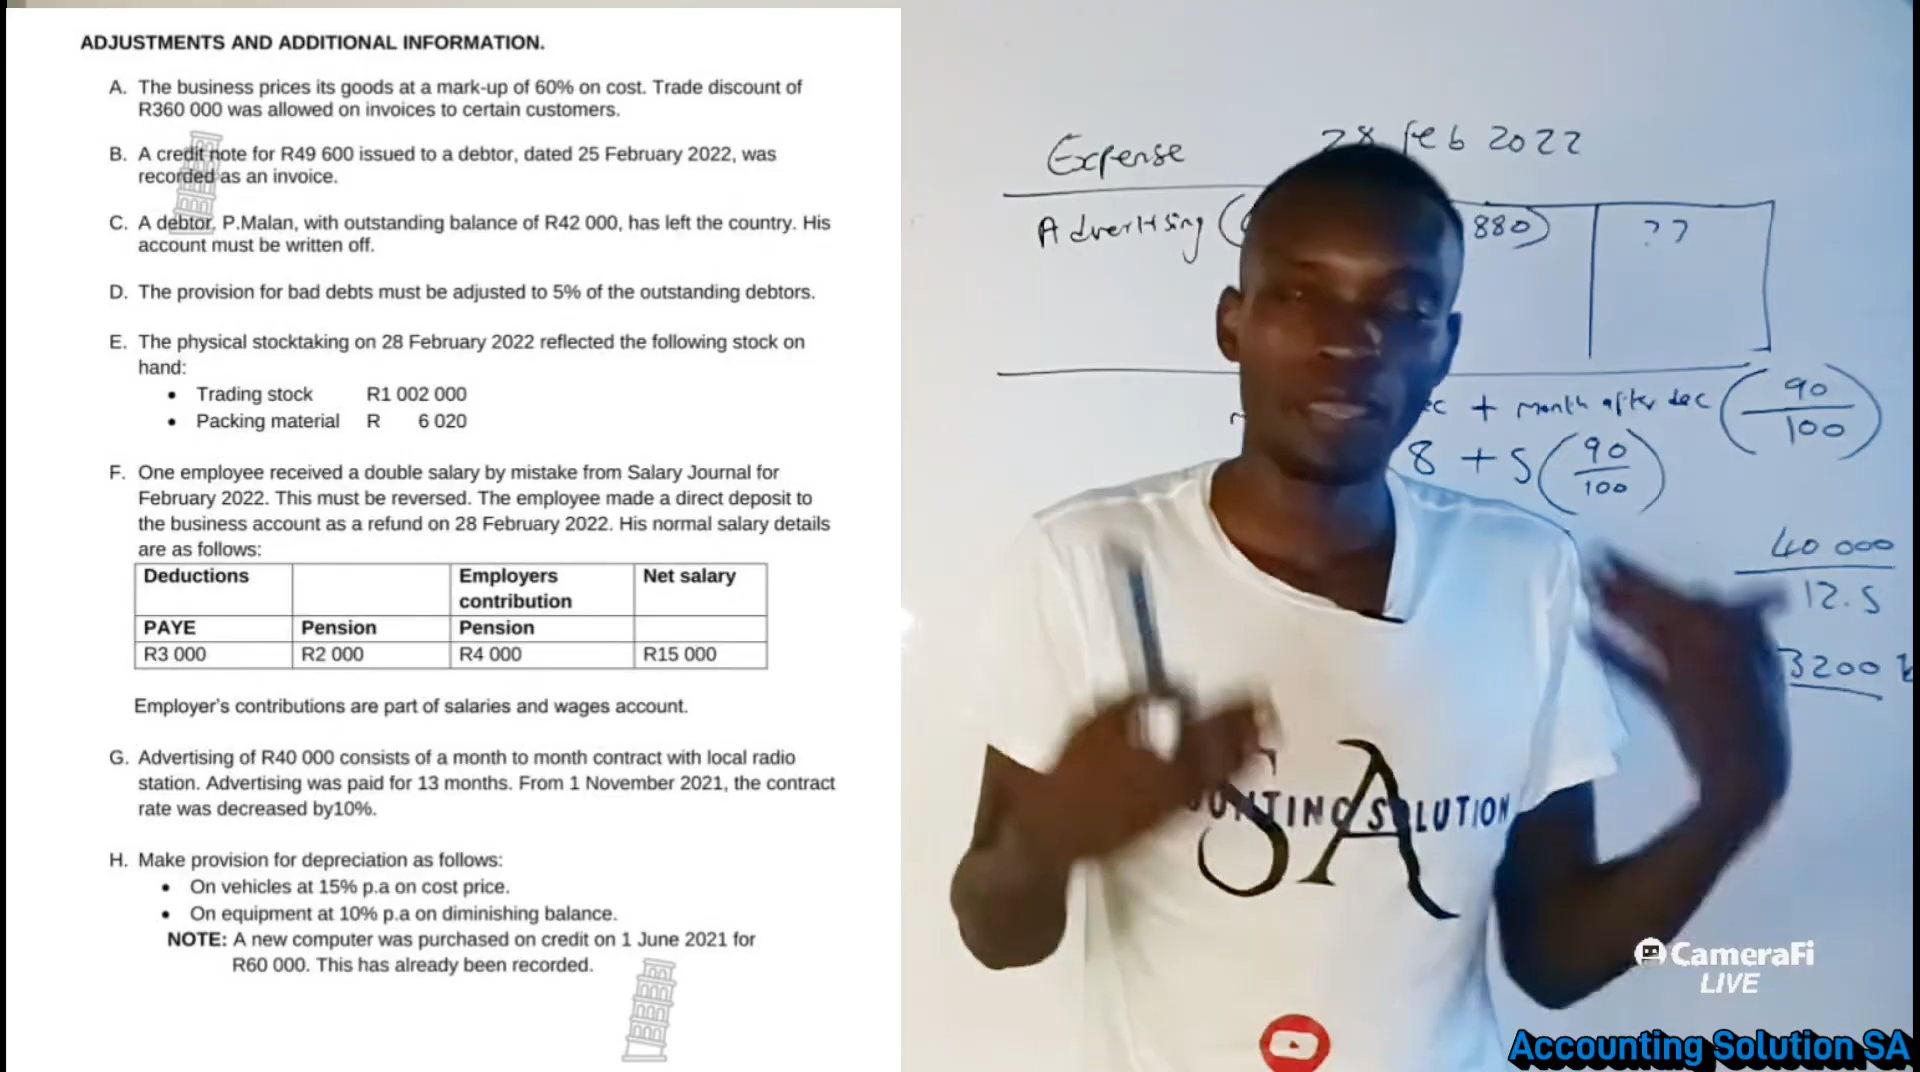 ADJUSTMENTS AND ADDITIONAL INFORMATION.
A. The business prices its goods at a mark-up of 60% on cost. Trade discount of
R360 000 was allowed on invoices to certain customers.
B. A credit note for R49 600 issued to a debtor, dated 25 February 2022, was
recorded as an invoice.
C. A debtor, P.Malan, with outstanding balance of R42 000, has left the country. His
account must be written off.
D. The provision for bad debts must be adjusted to 5% of the outstanding debtors.
E. The physical stocktaking on 28 February 2022 reflected the following stock on
hand:
• Trading stock R1 002 000
• Packing material R 6 020
F. One employee received a double salary by mistake from Salary Journal for
February 2022. This must be reversed. The employee made a direct deposit to
the business account as a refund on 28 February 2022. His normal salary details
are as follows:
Deductions Employers contribution Net salary
PAYE Pension Pension
R3 000 R2 000 R4 000 R15 000
Employer's contributions are part of salaries and wages account.
G. Advertising of R40 000 consists of a month to month contract with local radio
station. Advertising was paid for 13 months. From 1 November 2021, the contract
rate was decreased by10%.
H. Make provision for depreciation as follows:
• On vehicles at 15% p.a on cost price.
• On equipment at 10% p.a on diminishing balance.
NOTE: A new computer was purchased on credit on 1 June 2021 for
R60 000. This has already been recorded.
Expense 28 Feb 2022
Advertising ( 880) ??
+ month after dec (90/100)
8 + 5 (90/100)
40 000
12.5
3200
SA
SOLUTION
CameraFi
LIVE
Accounting Solution SA